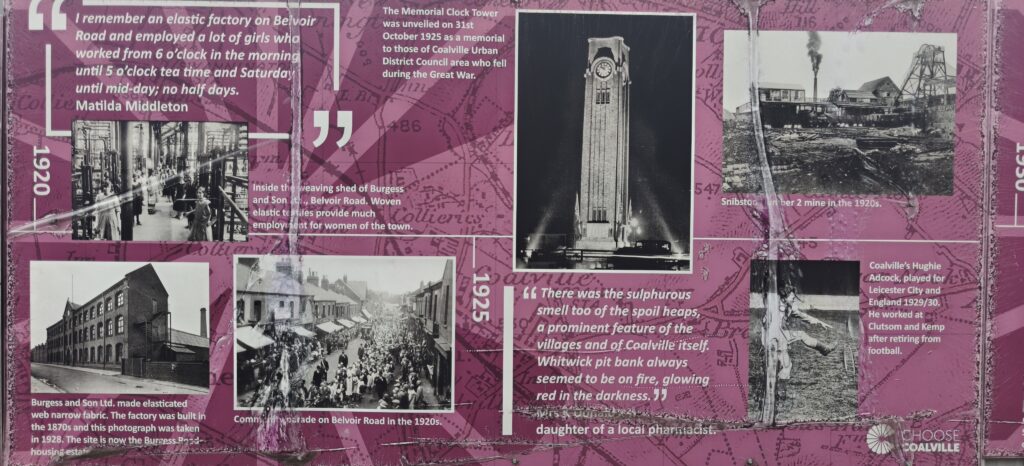 “ I remember an elastic factory on Belvoir
Road and employed a lot of girls who
worked from 6 o’clock in the morning
until 5 o’clock tea time and Saturday
until mid-day; no half days.
Matilda Middleton ”
1920
Inside the weaving shed of Burgess
and Son Ltd., Belvoir Road. Woven
elastic textiles provide much
employment for women of the town.
The Memorial Clock Tower
was unveiled on 31st
October 1925 as a memorial
to those of Coalville Urban
District Council area who fell
during the Great War.
Snibston Number 2 mine in the 1920s.
Burgess and Son Ltd. made elasticated
web narrow fabric. The factory was built in
the 1870s and this photograph was taken
in 1928. The site is now the Burgess Road
housing estate
parade on Belvoir Road in the 1920s.
1925
“ There was the sulphurous
smell too of the spoil heaps,
a prominent feature of the
villages and of Coalville itself.
Whitwick pit bank always
seemed to be on fire, glowing
red in the darkness. ”
daughter of a local pharmacist.
Coalville’s Hughie
Adcock, played for
Leicester City and
England 1929/30.
He worked at
Clutsom and Kemp
after retiring from
football.
CHOOSE
COALVILLE
1930
Collieries
Coalville
+86
547